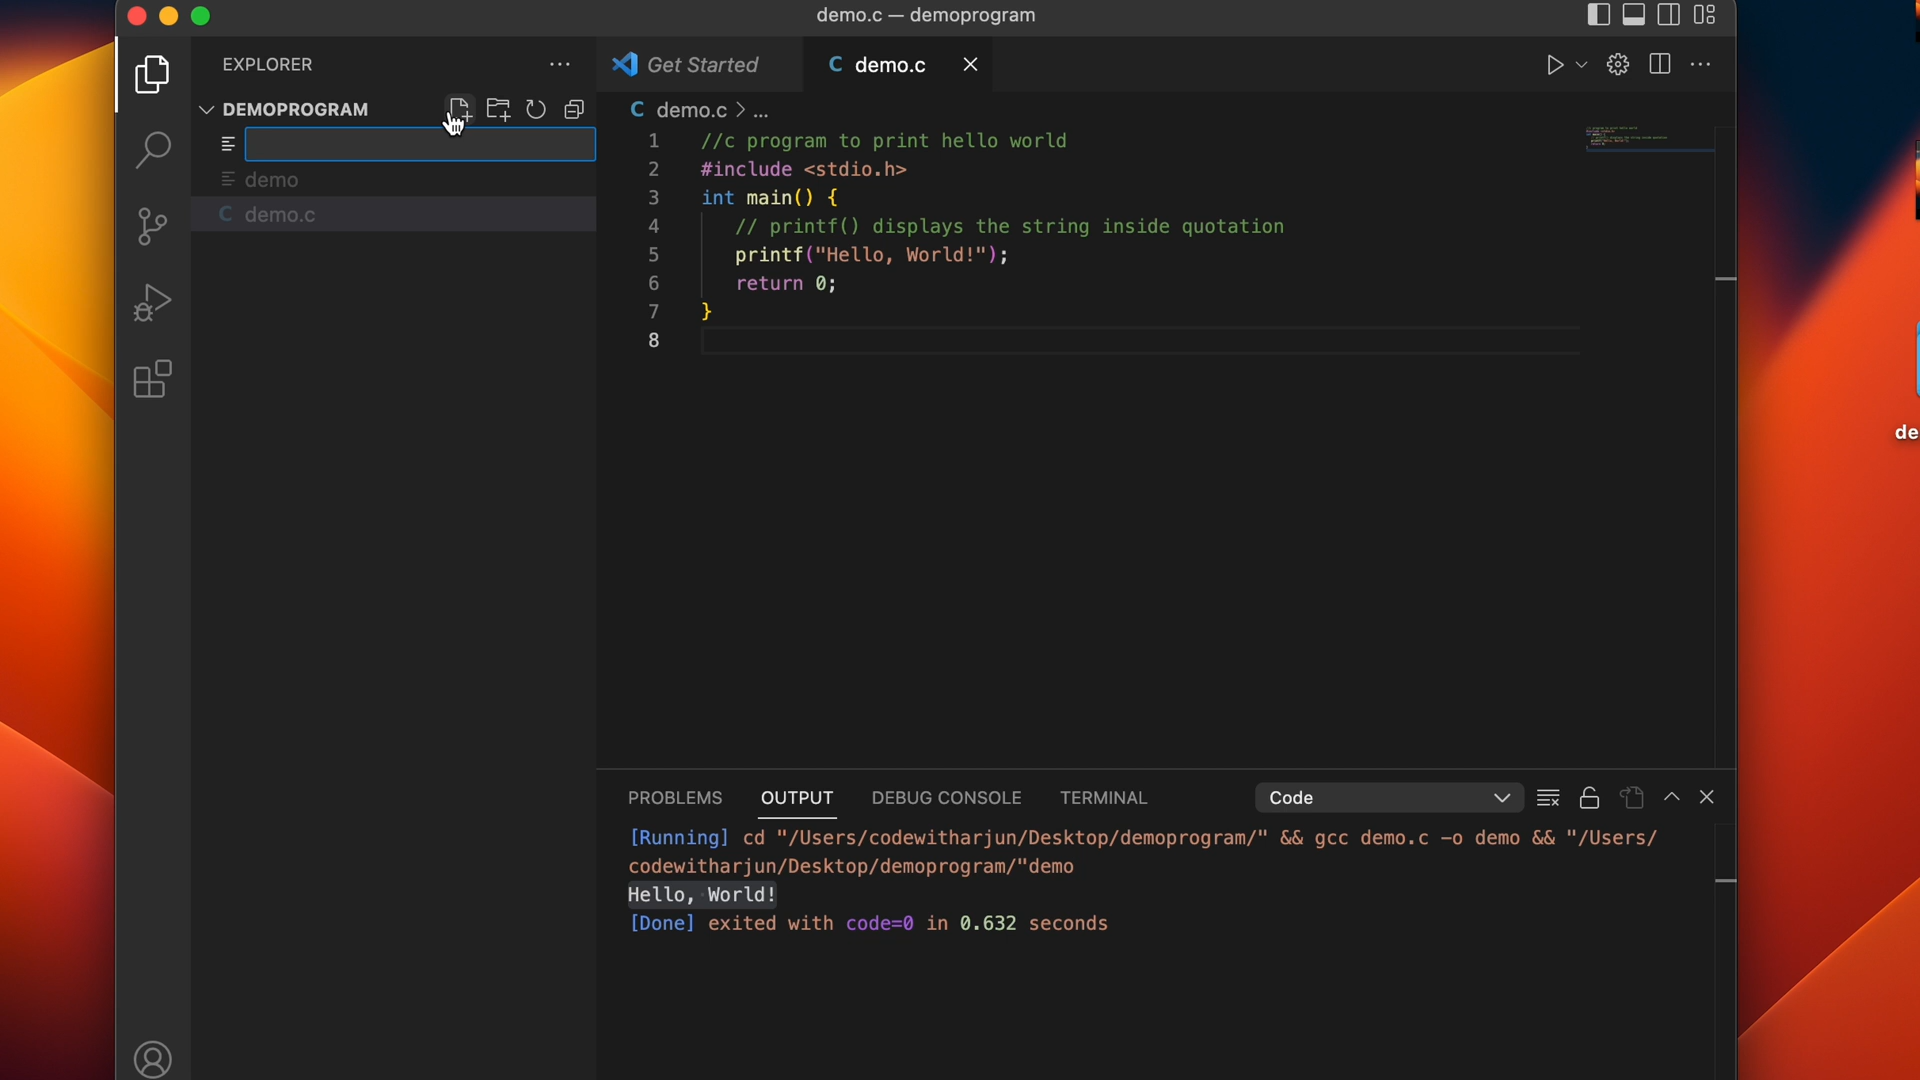 demo.c — demoprogram
EXPLORER
Get Started
C demo.c
DEMOPROGRAM
demo
C demo.c
C demo.c > ...
1 //c program to print hello world
2 #include <stdio.h>
3 int main() {
4 // printf() displays the string inside quotation
5 printf("Hello, World!");
6 return 0;
7 }
8
de
PROBLEMS OUTPUT DEBUG CONSOLE TERMINAL Code
[Running] cd "/Users/codewitharjun/Desktop/demoprogram/" && gcc demo.c -o demo && "/Users/
codewitharjun/Desktop/demoprogram/"demo
Hello, World!
[Done] exited with code=0 in 0.632 seconds